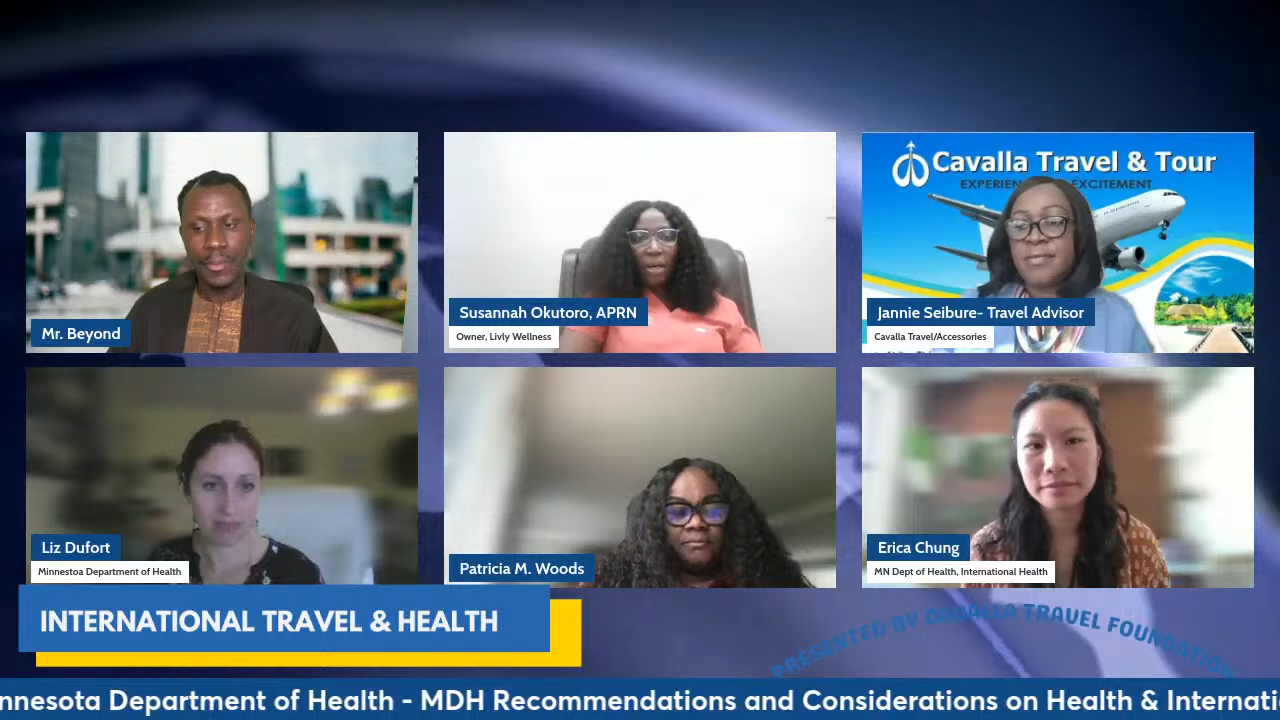 Cavalla Travel & Tour
EXPERIEN EXCITEMENT
Mr. Beyond
Susannah Okutoro, APRN
Owner, Livly Wellness
Jannie Seibure- Travel Advisor
Cavalla Travel/Accessories
Liz Dufort
Minnestoa Department of Health
Patricia M. Woods
Erica Chung
MN Dept of Health, International Health
INTERNATIONAL TRAVEL & HEALTH
PRESENTED BY CAVALLA TRAVEL FOUNDATION
nnesota Department of Health - MDH Recommendations and Considerations on Health & Internati